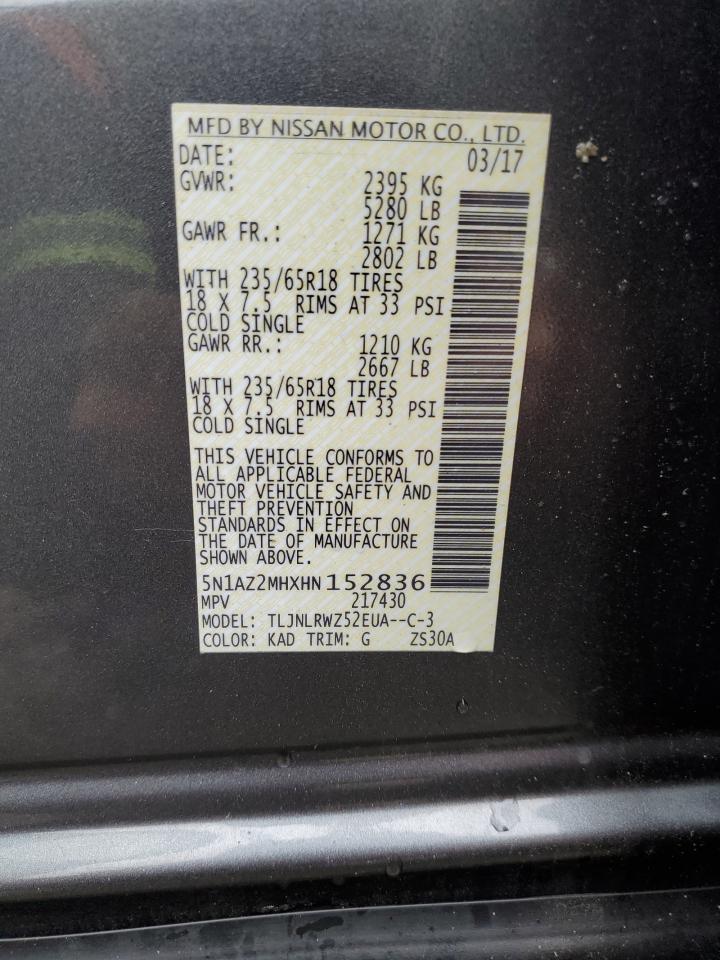 MFD BY NISSAN MOTOR CO., LTD.
DATE: 03/17
GVWR: 2395 KG
5280 LB
GAWR FR.: 1271 KG
2802 LB
WITH 235/65R18 TIRES
18 X 7.5 RIMS AT 33 PSI
COLD SINGLE
GAWR RR.: 1210 KG
2667 LB
WITH 235/65R18 TIRES
18 X 7.5 RIMS AT 33 PSI
COLD SINGLE
THIS VEHICLE CONFORMS TO
ALL APPLICABLE FEDERAL
MOTOR VEHICLE SAFETY AND
THEFT PREVENTION
STANDARDS IN EFFECT ON
THE DATE OF MANUFACTURE
SHOWN ABOVE.
5N1AZ2MHXHN152836
MPV 217430
MODEL: TLJNLRWZ52EUA--C-3
COLOR: KAD TRIM: G ZS30A